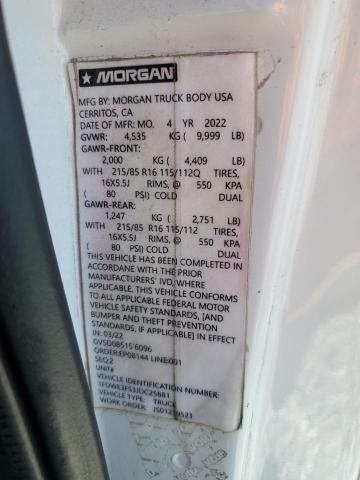 ★MORGAN
MFG BY: MORGAN TRUCK BODY USA
CERRITOS, CA
DATE OF MFR: MO. 4 YR 2022
GVWR: 4,535 KG ( 9,999 LB)
GAWR-FRONT:
2,000 KG ( 4,409 LB)
WITH 215/85 R16 115/112Q TIRES,
16X5.5J RIMS, @ 550 KPA
( 80 PSI) COLD DUAL
GAWR-REAR:
1,247 KG ( 2,751 LB)
WITH 215/85 R16 115/112 TIRES,
16X5.5J RIMS, @ 550 KPA
( 80 PSI) COLD DUAL
THIS VEHICLE HAS BEEN COMPLETED IN
ACCORDANE WITH THE PRIOR
MANUFACTURERS' IVD, WHERE
APPLICABLE. THIS VEHICLE CONFORMS
TO ALL APPLICABLE FEDERAL MOTOR
VEHICLE SAFETY STANDARDS, [AND
BUMPER AND THEFT PREVENTION
STANDARDS, IF APPLICABLE] IN EFFECT
IN: 03/22
GVSD08515 6096
ORDER:EP08144 LINE:001
SEQ:2
UNIT#
VEHICLE IDENTIFICATION NUMBER:
1FDWE3FS3JDC25881
VEHICLE TYPE: TRUCK
WORK ORDER: